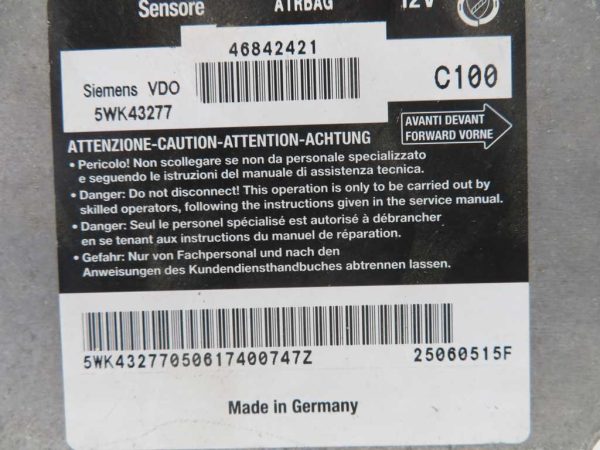 Sensore AIRBAG 12V
46842421
Siemens VDO
5WK43277
C100
AVANTI DEVANT
FORWARD VORNE
ATTENZIONE-CAUTION-ATTENTION-ACHTUNG
• Pericolo! Non scollegare se non da personale specializzato
e seguendo le istruzioni del manuale di assistenza tecnica.
• Danger: Do not disconnect! This operation is only to be carried out by
skilled operators, following the instructions given in the service manual.
• Danger: Seul le personel spécialisé est autorisé à débrancher
en se tenant aux instructions du manuel de réparation.
• Gefahr: Nur von Fachpersonal und nach den
Anweisungen des Kundendiensthandbuches abtrennen lassen.
5WK43277050617400747Z 25060515F
Made in Germany